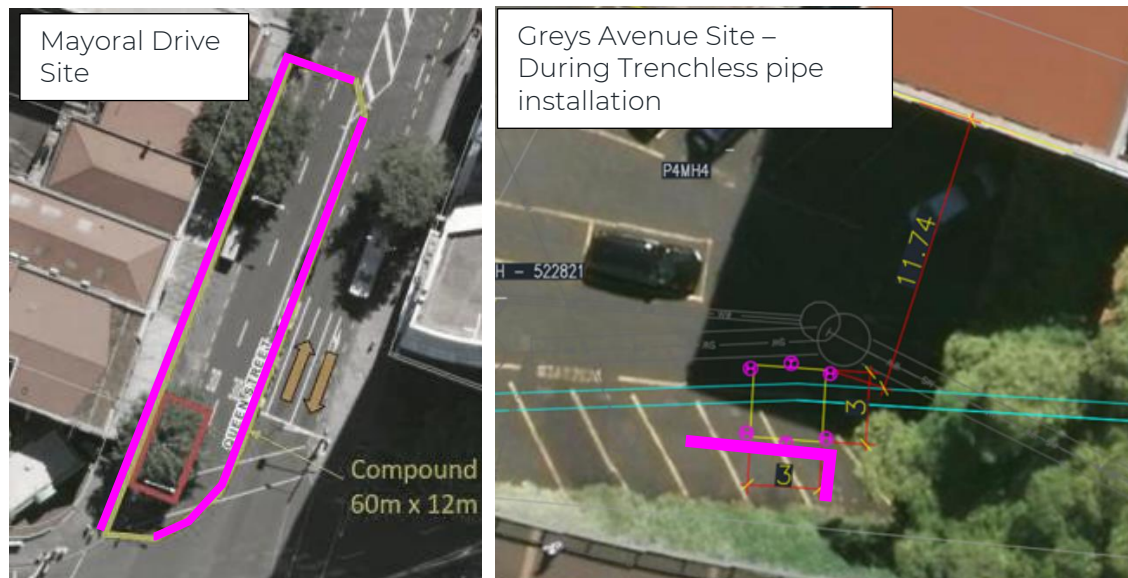 Mayoral Drive
Site
QUEEN STREET
Compound
60m x 12m
Greys Avenue Site –
During Trenchless pipe
installation
P4MH4
H - 522821
11.74
3
3